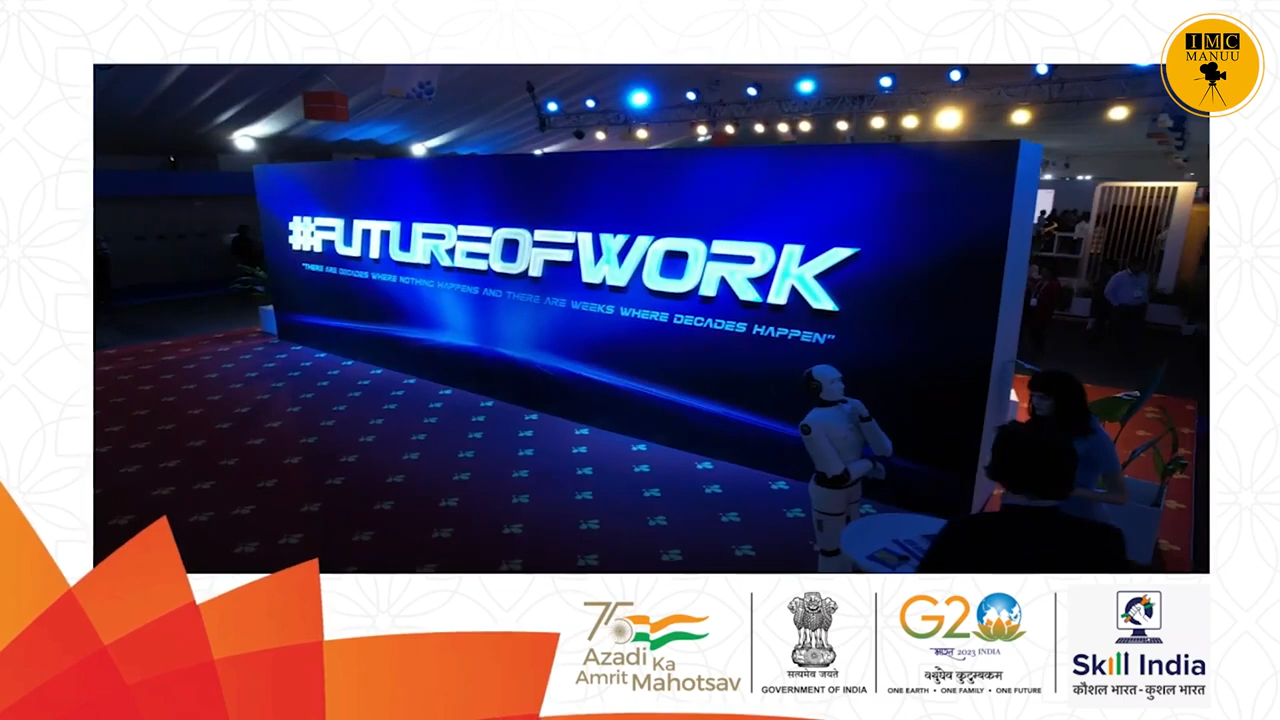 IMC
MANUU
#FUTUREOFWORK
"THERE ARE DECADES WHERE NOTHING HAPPENS AND THERE ARE WEEKS WHERE DECADES HAPPEN"
75
Azadi Ka
Amrit Mahotsav
सत्यमेव जयते
GOVERNMENT OF INDIA
G20
भारत 2023 INDIA
वसुधैव कुटुम्बकम
ONE EARTH • ONE FAMILY • ONE FUTURE
Skill India
कौशल भारत - कुशल भारत